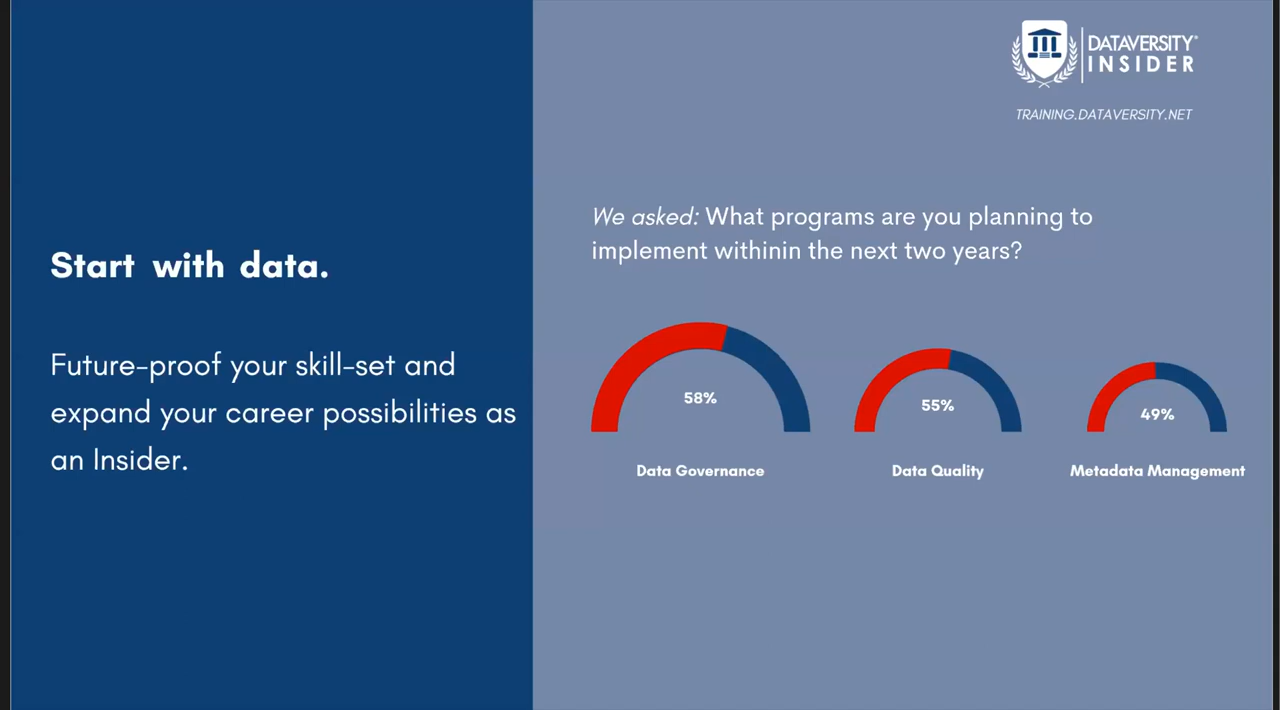 Start with data.
Future-proof your skill-set and
expand your career possibilities as
an Insider.
DATAVERSITY®
INSIDER
TRAINING.DATAVERSITY.NET
We asked: What programs are you planning to
implement withinin the next two years?
58%
55%
49%
Data Governance
Data Quality
Metadata Management